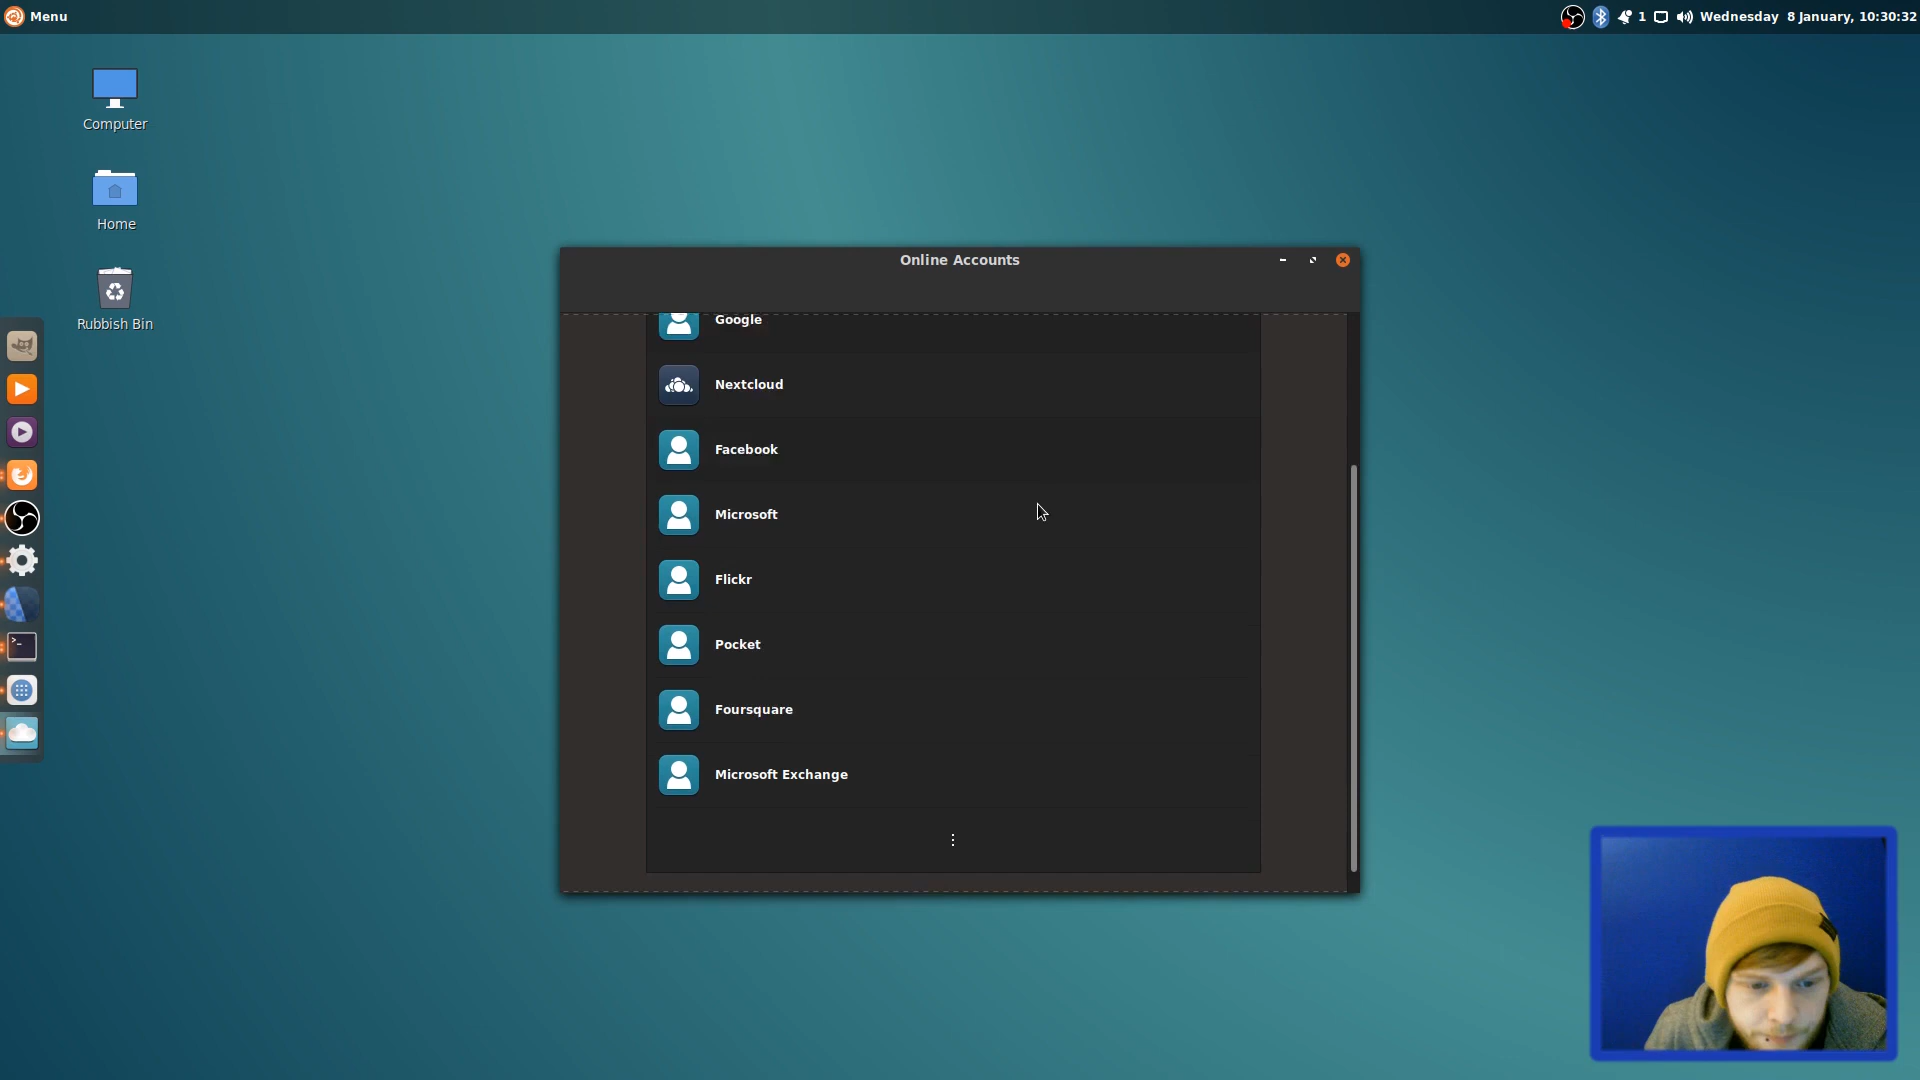 Menu
1 Wednesday 8 January, 10:30:32
Computer
Home
Rubbish Bin
Online Accounts
Google
Nextcloud
Facebook
Microsoft
Flickr
Pocket
Foursquare
Microsoft Exchange